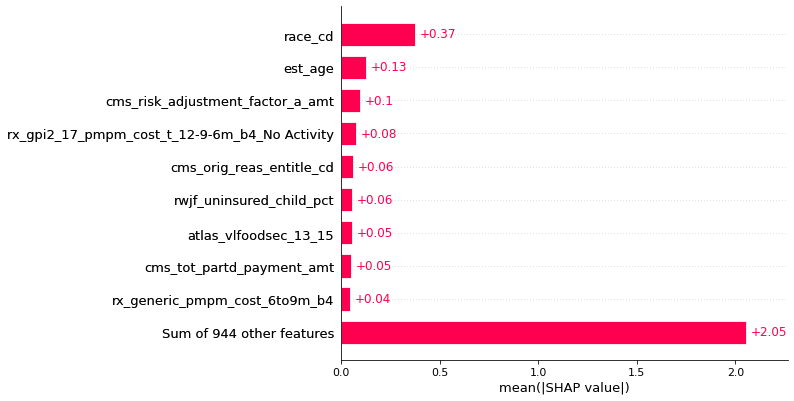 race_cd +0.37
est_age +0.13
cms_risk_adjustment_factor_a_amt +0.1
rx_gpi2_17_pmpm_cost_t_12-9-6m_b4_No Activity +0.08
cms_orig_reas_entitle_cd +0.06
rwjf_uninsured_child_pct +0.06
atlas_vlfoodsec_13_15 +0.05
cms_tot_partd_payment_amt +0.05
rx_generic_pmpm_cost_6to9m_b4 +0.04
Sum of 944 other features +2.05
0.0 0.5 1.0 1.5 2.0
mean(|SHAP value|)